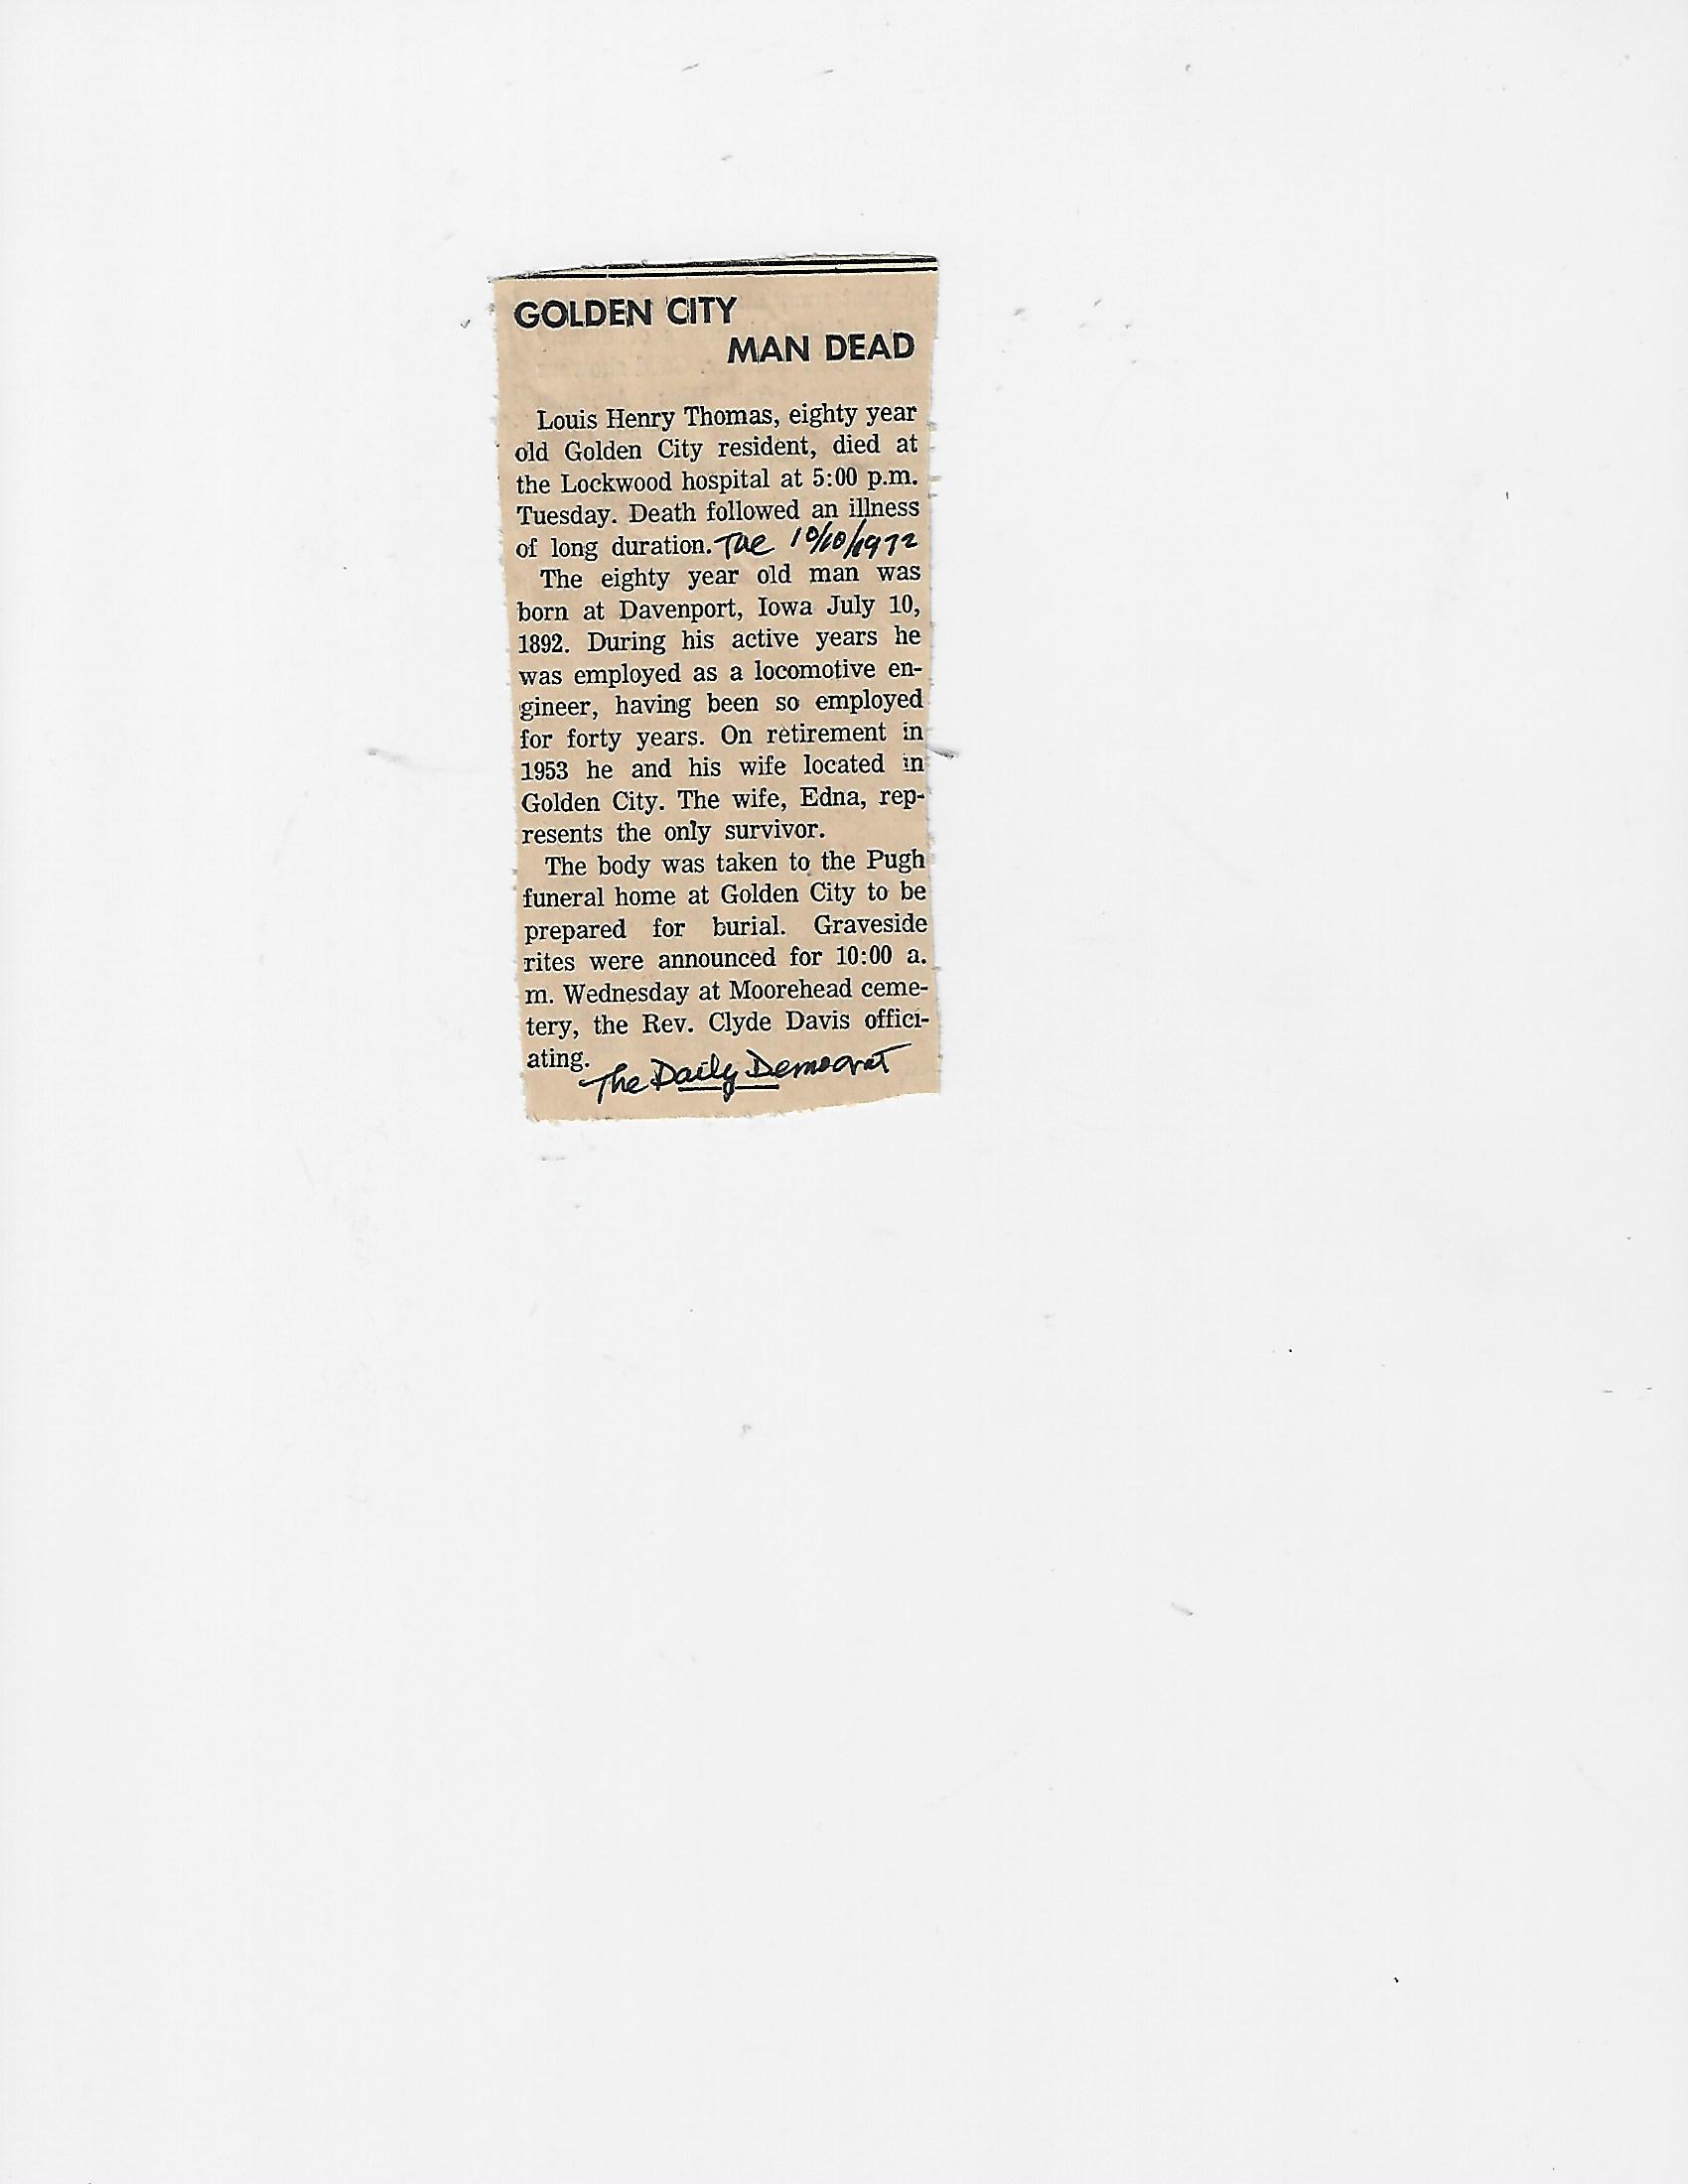 GOLDEN CITY
MAN DEAD
Louis Henry Thomas, eighty year
old Golden City resident, died at
the Lockwood hospital at 5:00 p.m.
Tuesday. Death followed an illness
of long duration. Tue 10/10/1972
The eighty year old man was
born at Davenport, Iowa July 10,
1892. During his active years he
was employed as a locomotive en-
gineer, having been so employed
for forty years. On retirement in
1953 he and his wife located in
Golden City. The wife, Edna, rep-
resents the only survivor.
The body was taken to the Pugh
funeral home at Golden City to be
prepared for burial. Graveside
rites were announced for 10:00 a.
m. Wednesday at Moorehead ceme-
tery, the Rev. Clyde Davis offici-
ating.
The Daily Democrat